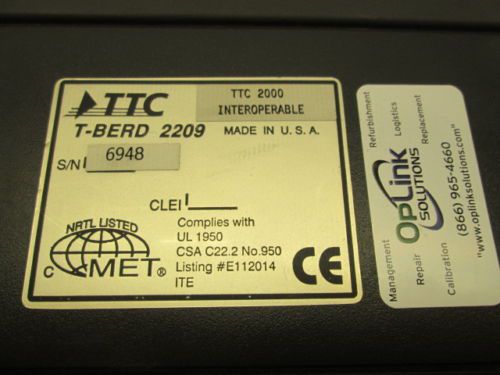 TTC
TTC 2000
INTEROPERABLE
T-BERD 2209
MADE IN U.S.A.
S/N 6948
CLEI
NRTL LISTED
C MET®
Complies with
UL 1950
CSA C22.2 No.950
Listing #E112014
ITE
CE
Refurbishment
Logistics
Replacement
OpLink
SOLUTIONS
(866) 965-4660
"www.oplinksolutions.com"
Management
Repair
Calibration